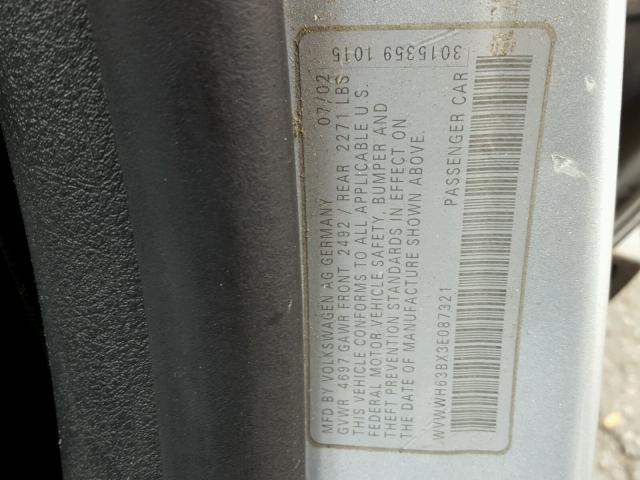 MFD BY VOLKSWAGEN AG GERMANY 07/02
GVWR 4697 GAWR FRONT 2492 / REAR 2271 LBS
THIS VEHICLE CONFORMS TO ALL APPLICABLE U.S.
FEDERAL MOTOR VEHICLE SAFETY, BUMPER AND
THEFT PREVENTION STANDARDS IN EFFECT ON
THE DATE OF MANUFACTURE SHOWN ABOVE.
WVWWH63BX3E087321 PASSENGER CAR
3015359 1015